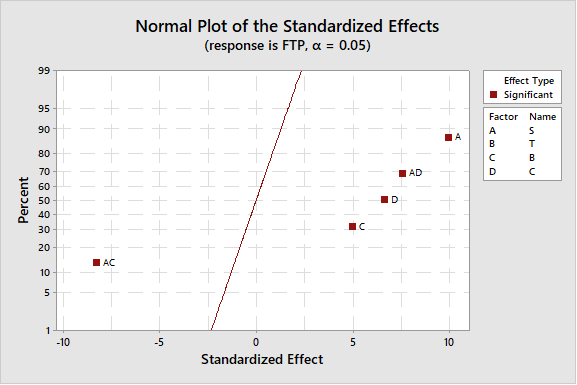 Normal Plot of the Standardized Effects
(response is FTP, α = 0.05)
99
95
90
80
70
60
50
40
30
20
10
5
1
Percent
A
AD
D
C
AC
-10 -5 0 5 10
Standardized Effect
Effect Type
Significant
Factor Name
A S
B T
C B
D C